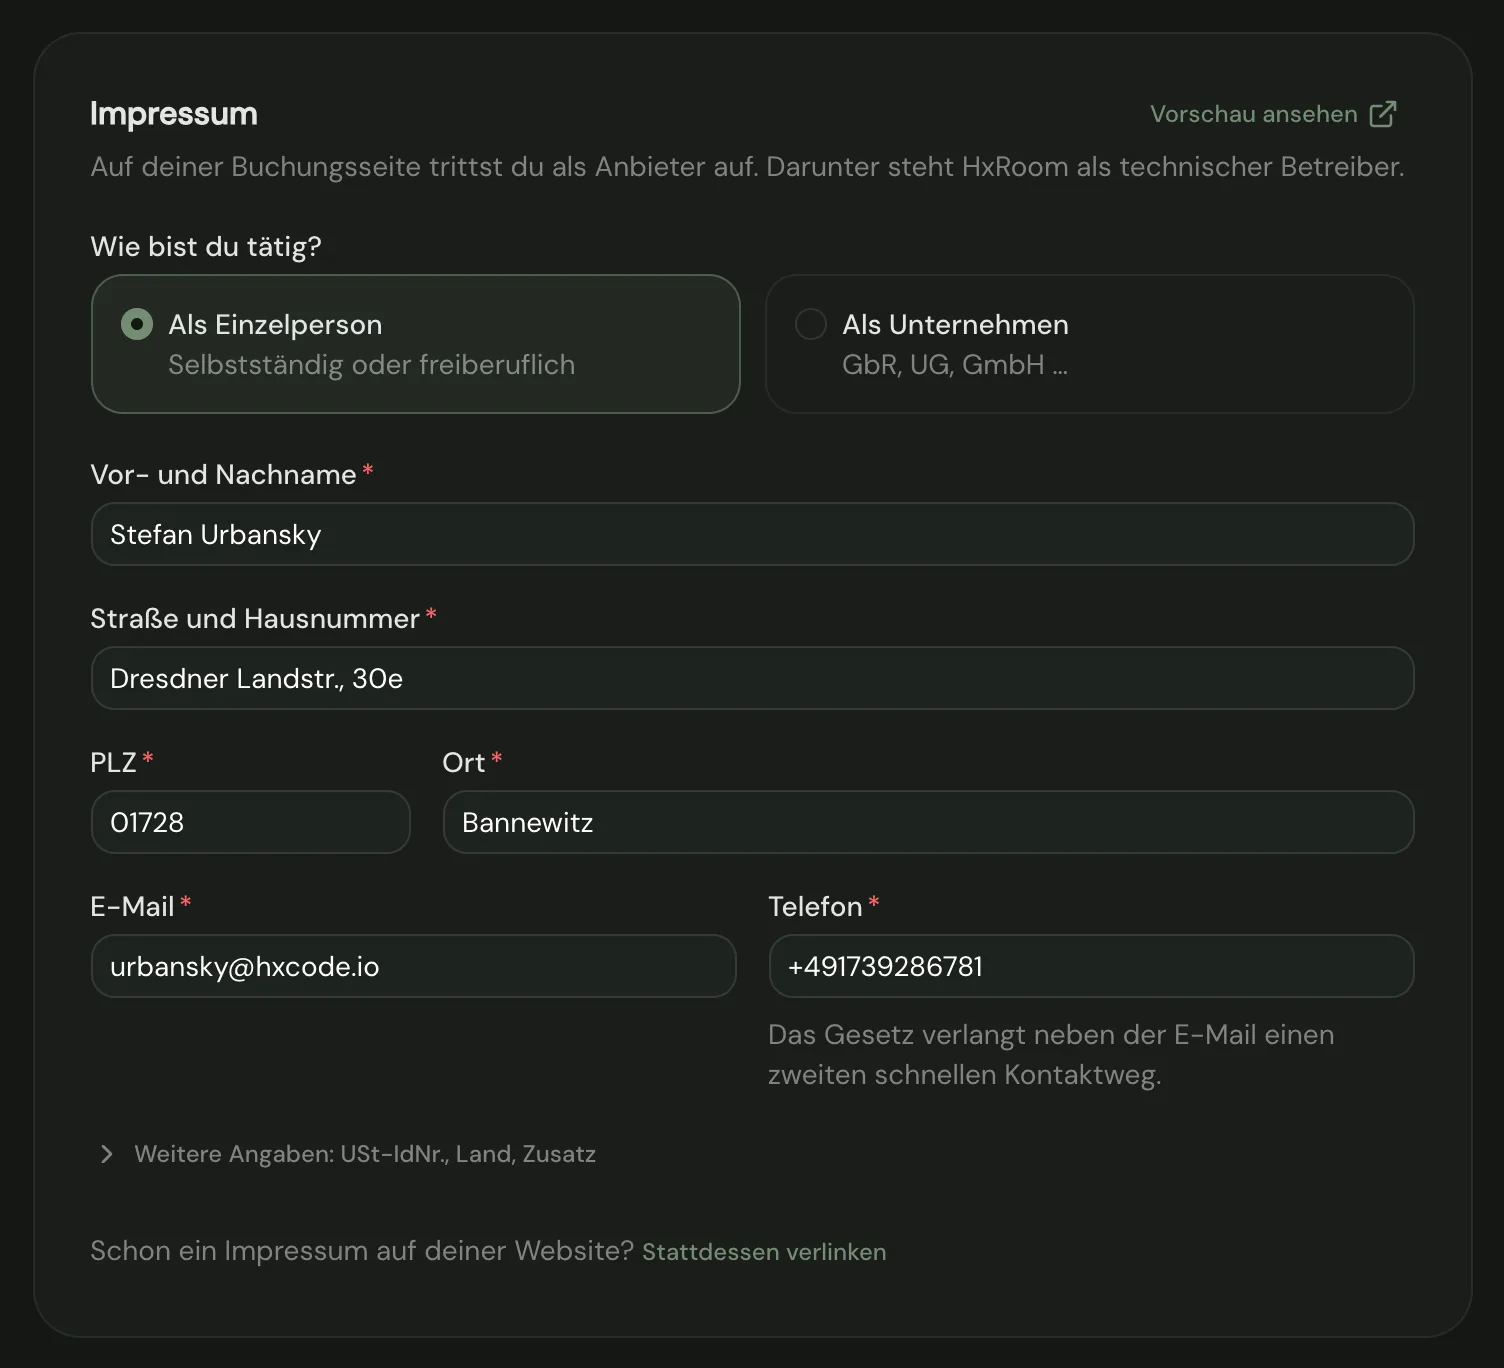 Impressum
Vorschau ansehen
Auf deiner Buchungsseite trittst du als Anbieter auf. Darunter steht HxRoom als technischer Betreiber.
Wie bist du tätig?
Als Einzelperson
Selbstständig oder freiberuflich
Als Unternehmen
GbR, UG, GmbH ...
Vor- und Nachname *
Stefan Urbansky
Straße und Hausnummer *
Dresdner Landstr., 30e
PLZ *
01728
Ort *
Bannewitz
E-Mail *
urbansky@hxcode.io
Telefon *
+491739286781
Das Gesetz verlangt neben der E-Mail einen
zweiten schnellen Kontaktweg.
Weitere Angaben: USt-IdNr., Land, Zusatz
Schon ein Impressum auf deiner Website? Stattdessen verlinken